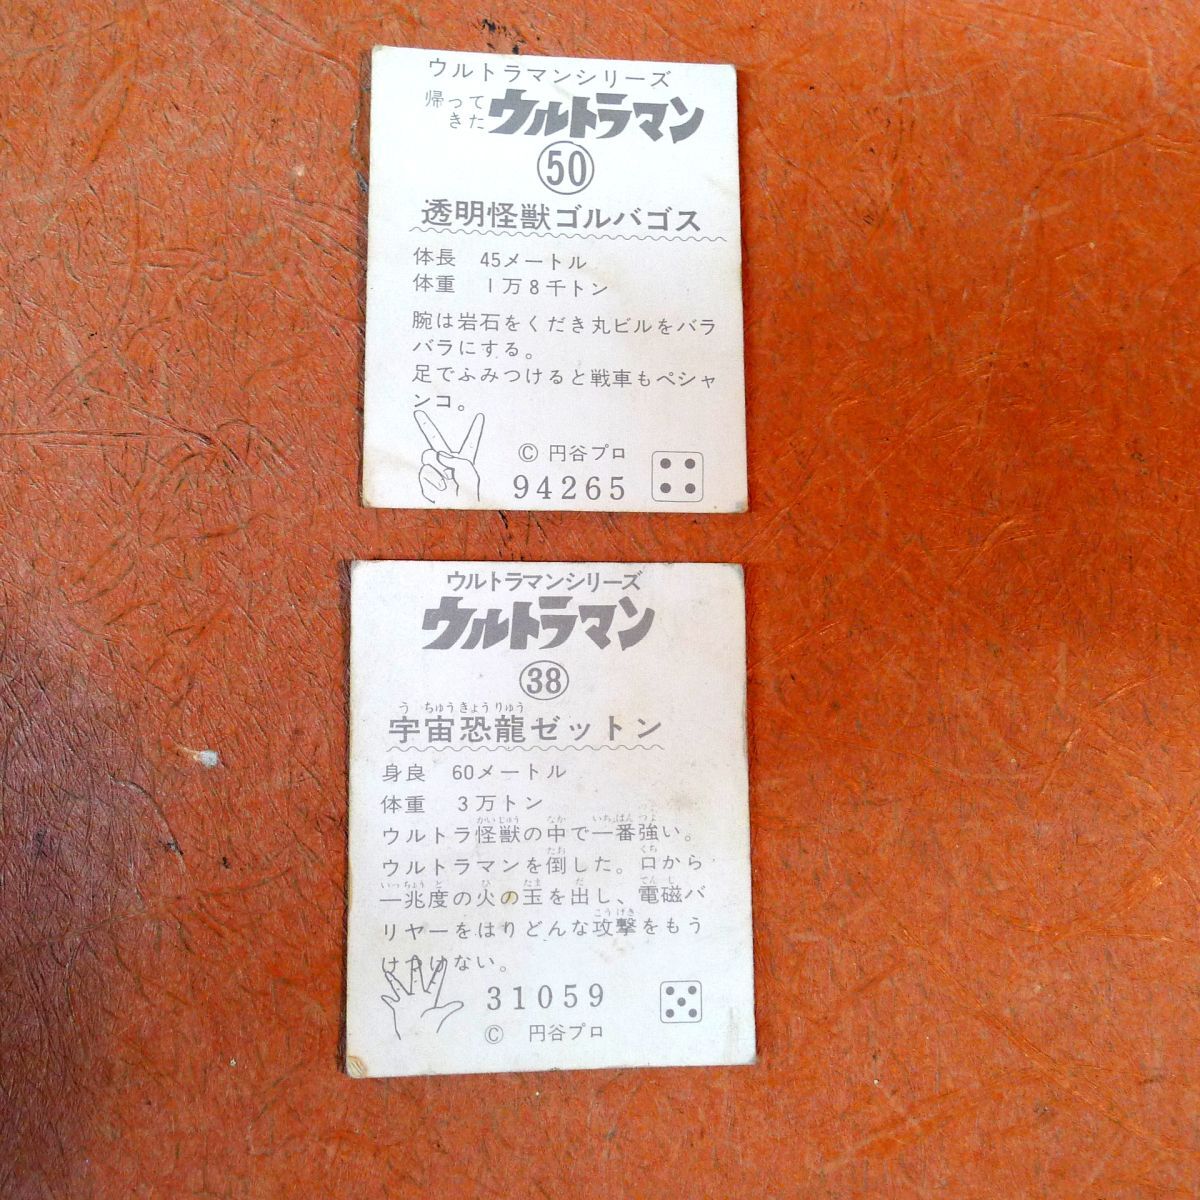 ウルトラマンシリーズ
帰って
きた
ウルトラマン
50
透明怪獣ゴルバゴス
体長 45メートル
体重 1万8千トン
腕は岩石をくだき丸ビルをバラ
バラにする。
足でふみつけると戦車もペシャ
ンコ。
© 円谷プロ
94265
ウルトラマンシリーズ
ウルトラマン
38
う ちゅうきょうりゅう
宇宙恐龍ゼットン
身良 60メートル
体重 3万トン
かいじゅう なか いちばん つよ
ウルトラ怪獣の中で一番強い。
たお くち
ウルトラマンを倒した。口から
いっちょう ど ひ たま だ でん し
一兆度の火の玉を出し、電磁バ
こうげき
リヤーをはりどんな攻撃をもう
けつけない。
31059
© 円谷プロ